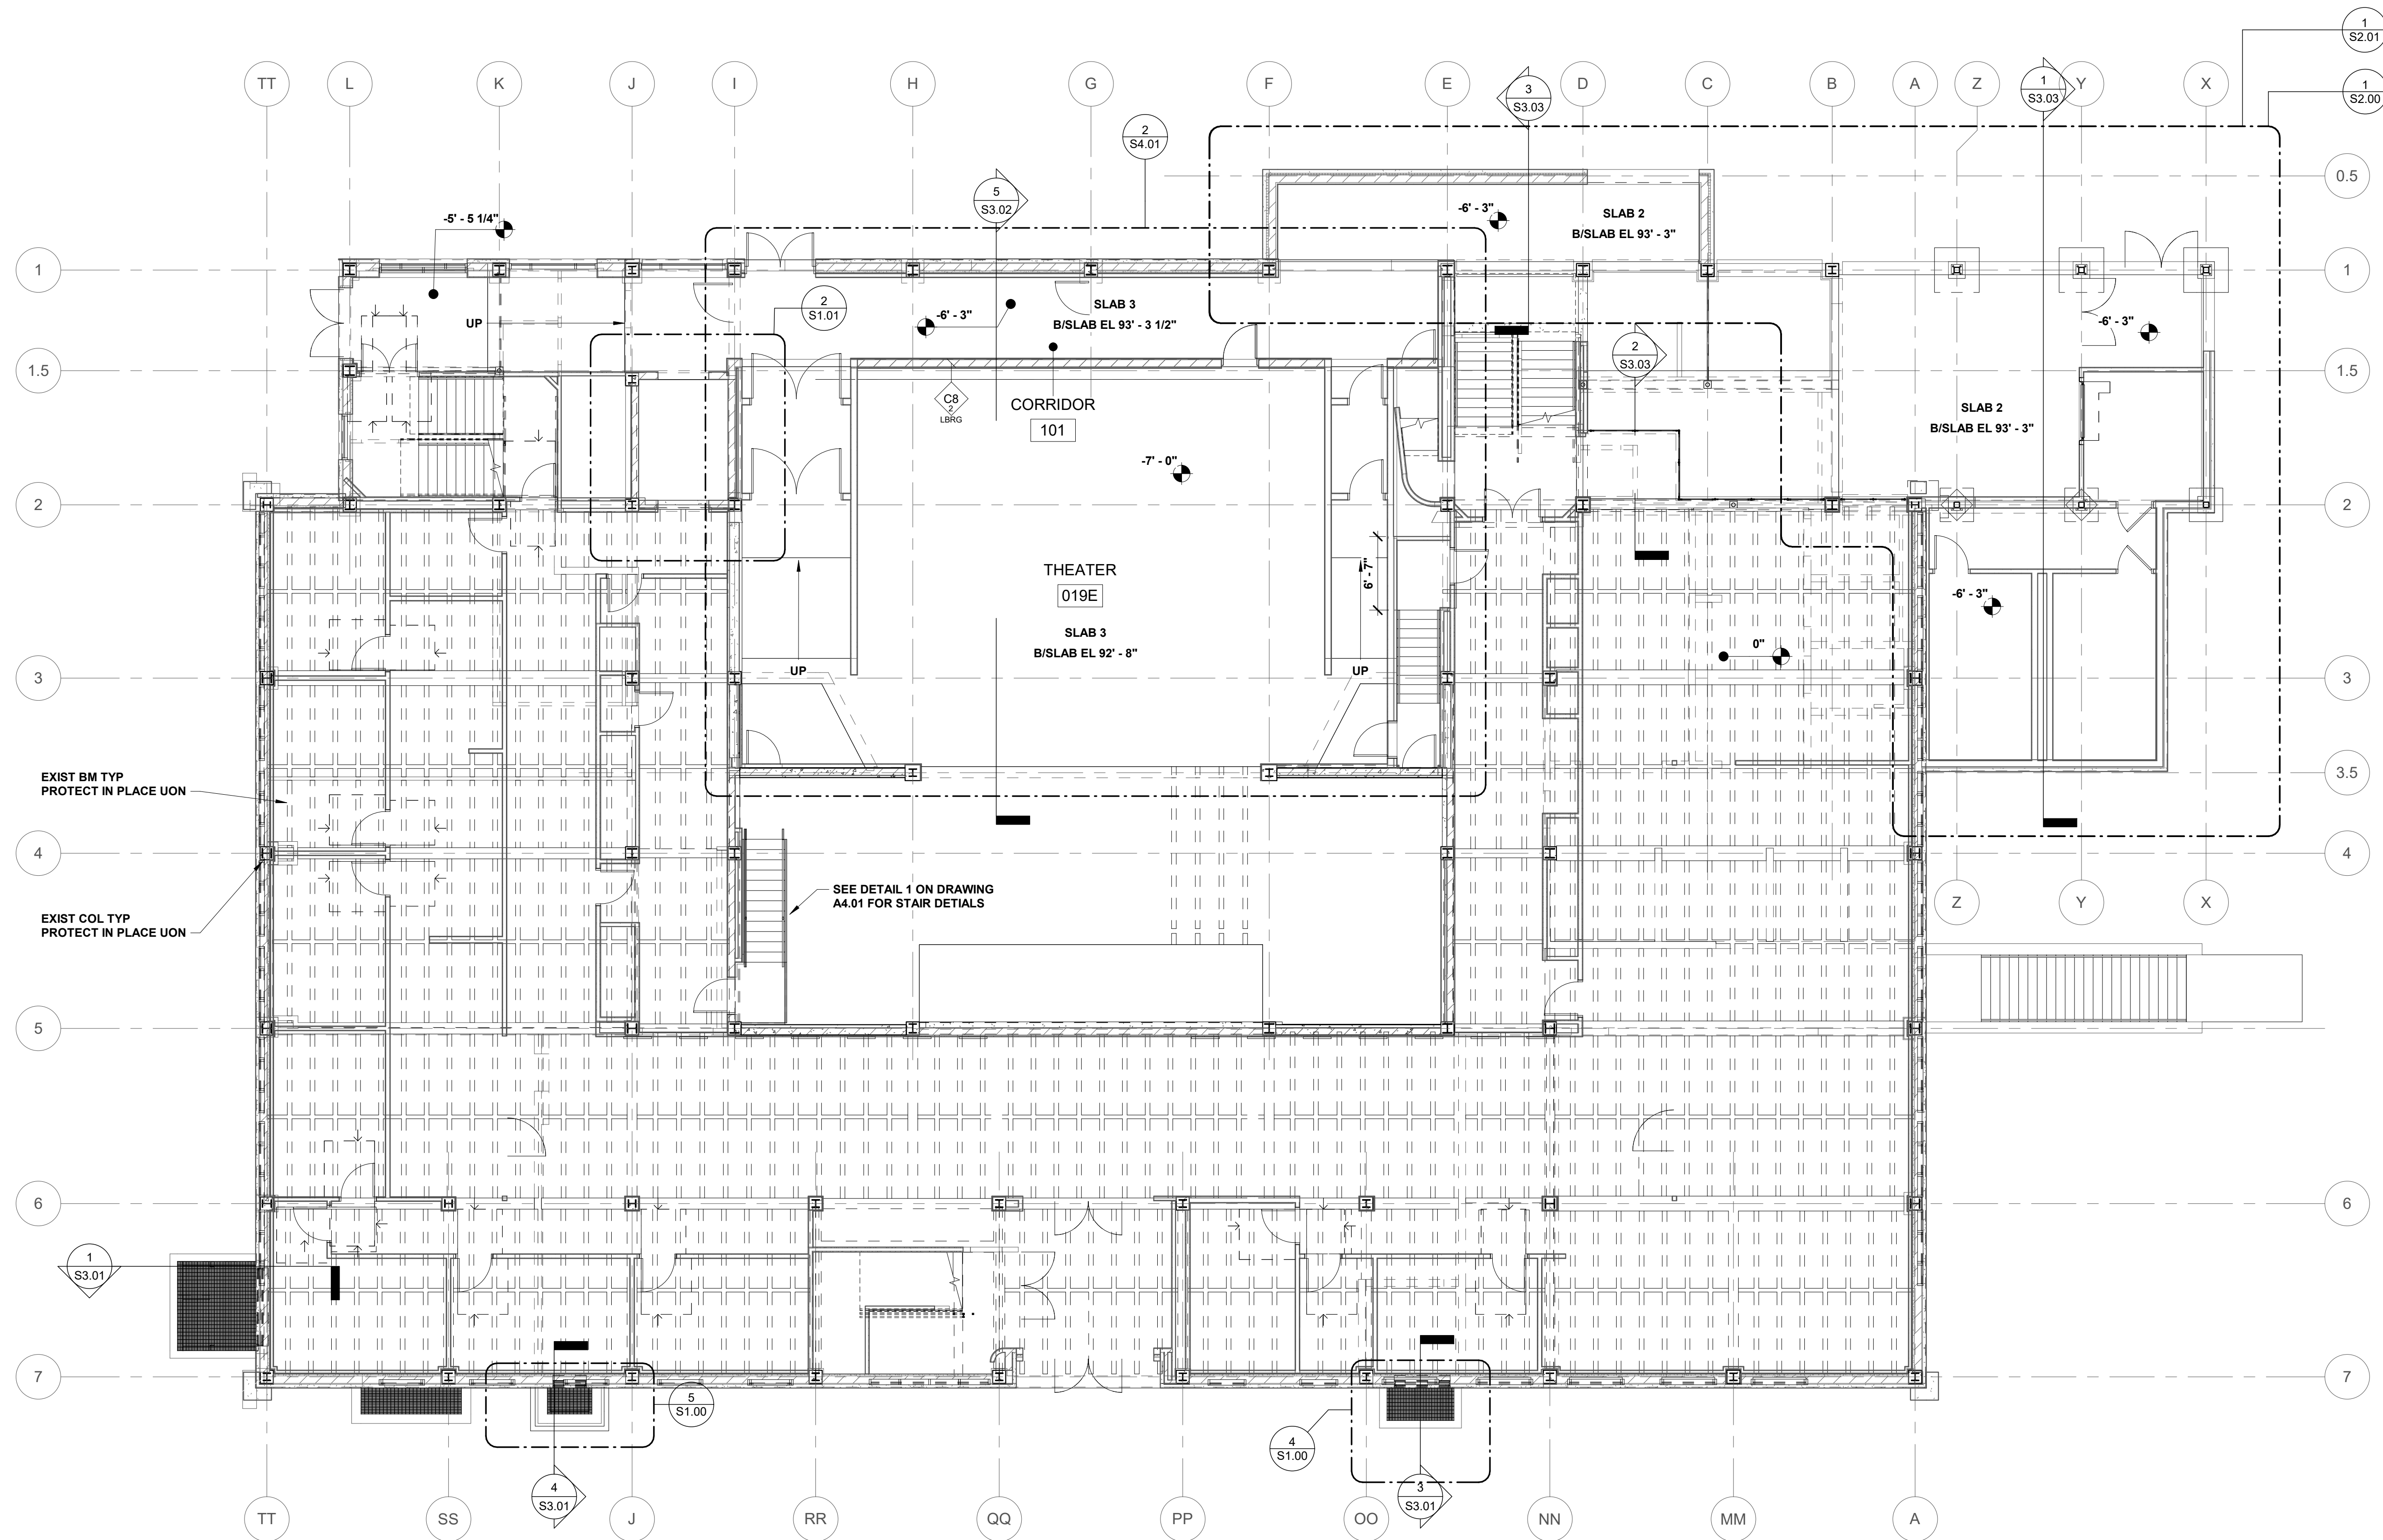 1
S2.01
1
S2.00
TT
L
K
J
I
H
G
F
E
D
C
B
A
Z
Y
X
3
S3.03
1
S3.03
2
S4.01
5
S3.02
0.5
0.5
-5' - 5 1/4"
-6' - 3"
SLAB 2
B/SLAB EL 93' - 3"
1
1
2
S1.01
SLAB 3
B/SLAB EL 93' - 3 1/2"
-6' - 3"
UP
-6' - 3"
2
S3.03
1.5
1.5
C8
2
LBRG
CORRIDOR
101
SLAB 2
B/SLAB EL 93' - 3"
-7' - 0"
2
2
THEATER
019E
6' - 7"
-6' - 3"
SLAB 3
B/SLAB EL 92' - 8"
0"
UP
UP
3
3
EXIST BM TYP
PROTECT IN PLACE UON
3.5
4
4
SEE DETAIL 1 ON DRAWING
A4.01 FOR STAIR DETIALS
Z
Y
X
EXIST COL TYP
PROTECT IN PLACE UON
5
5
6
6
1
S3.01
7
7
5
S1.00
4
S1.00
4
S3.01
3
S3.01
TT
SS
J
RR
QQ
PP
OO
NN
MM
A